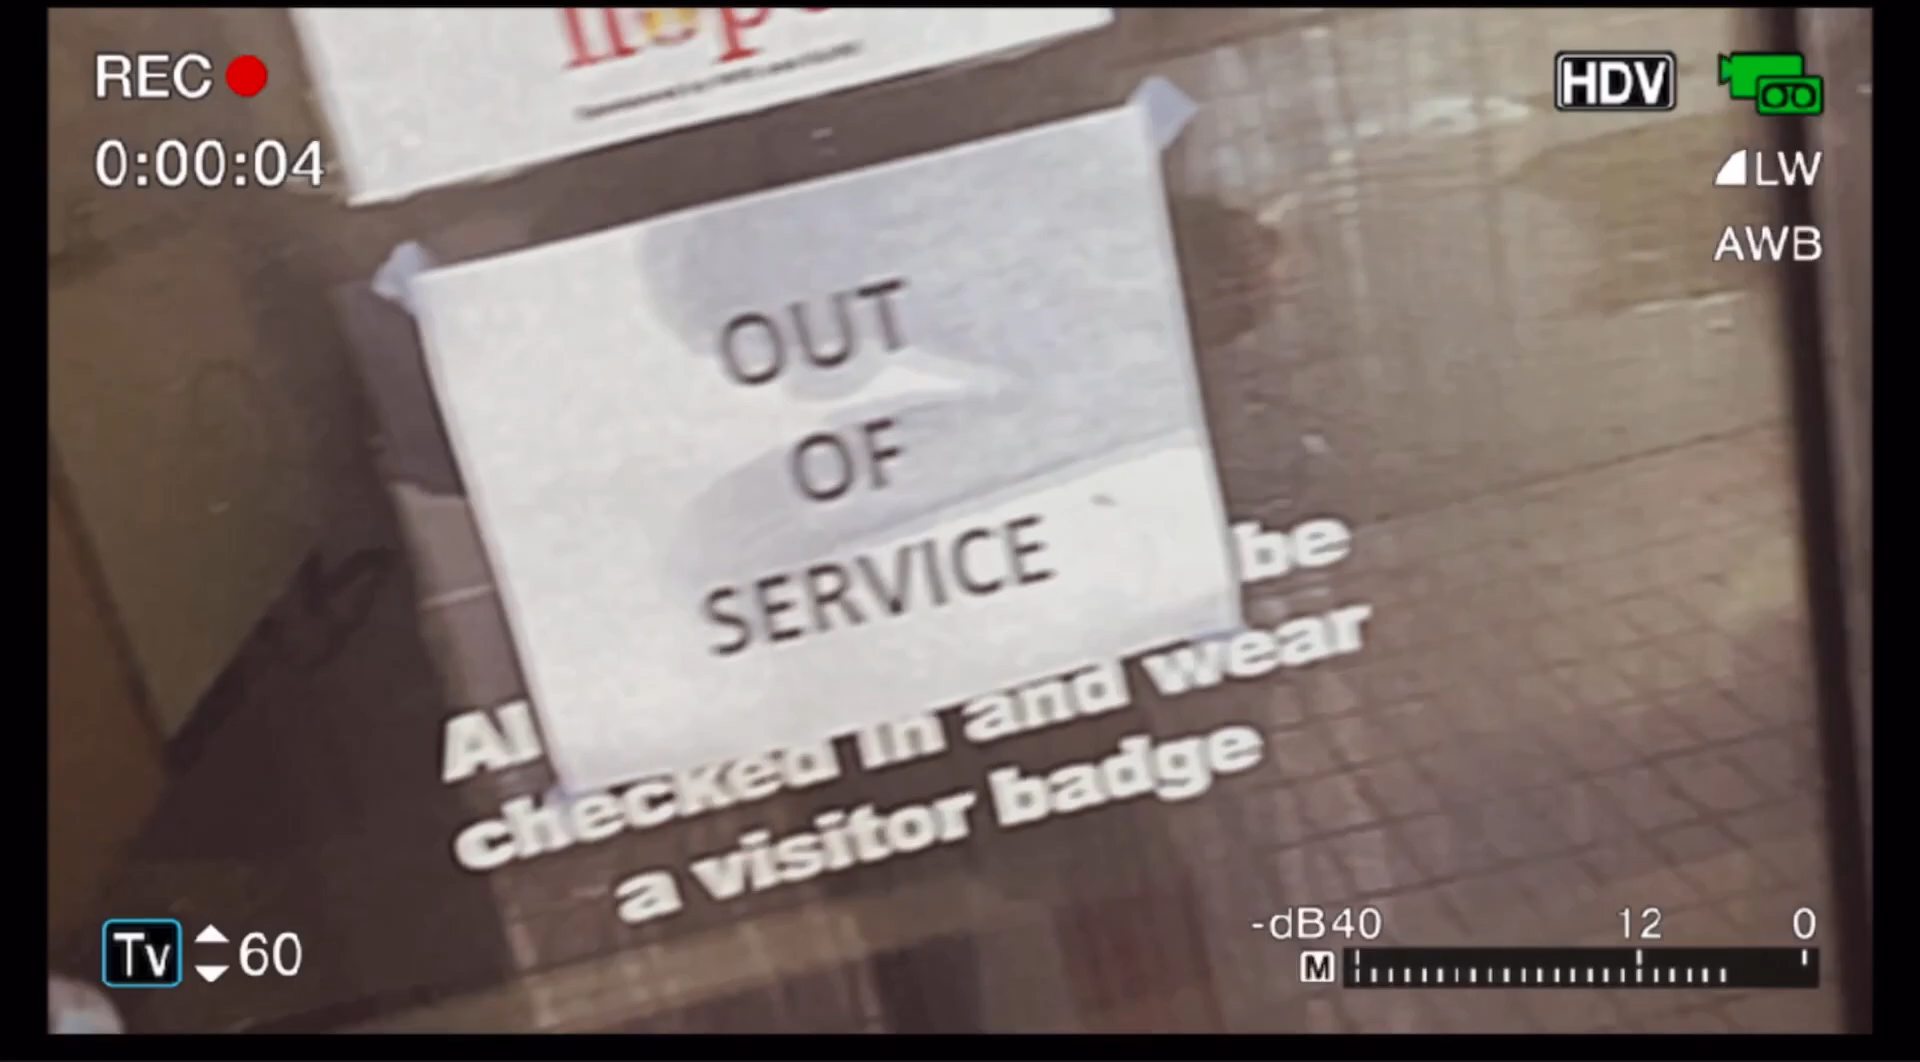 REC
HDV
0:00:04
LW
AWB
OUT
OF
SERVICE
be
checked in and wear
a visitor badge
-dB40 12 0
M
Tv 60